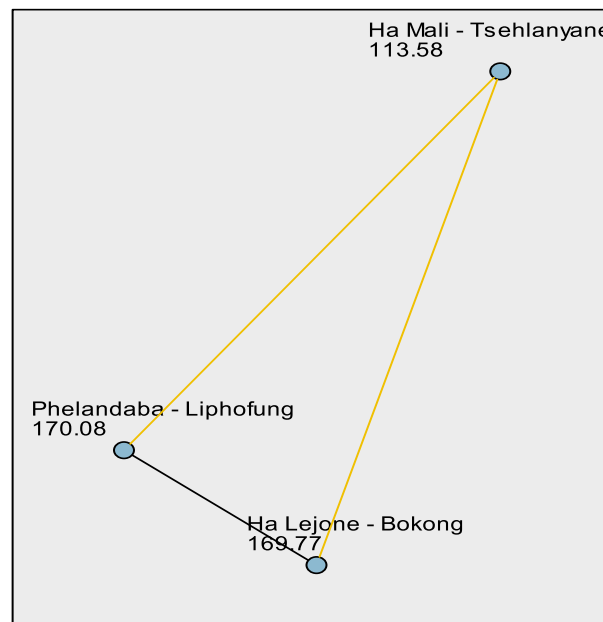 Ha Mali - Tsehlanyane
113.58
Phelandaba - Liphofung
170.08
Ha Lejone - Bokong
169.77